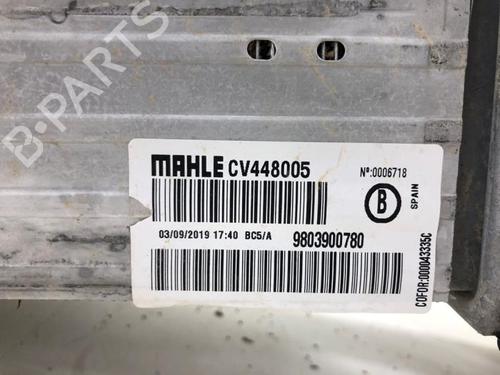 B-PARTS
MAHLE CV448005
Nº:0006718
B
SPAIN
03/09/2019 17:40 BC5/A
9803900780
COFOR:000043335C